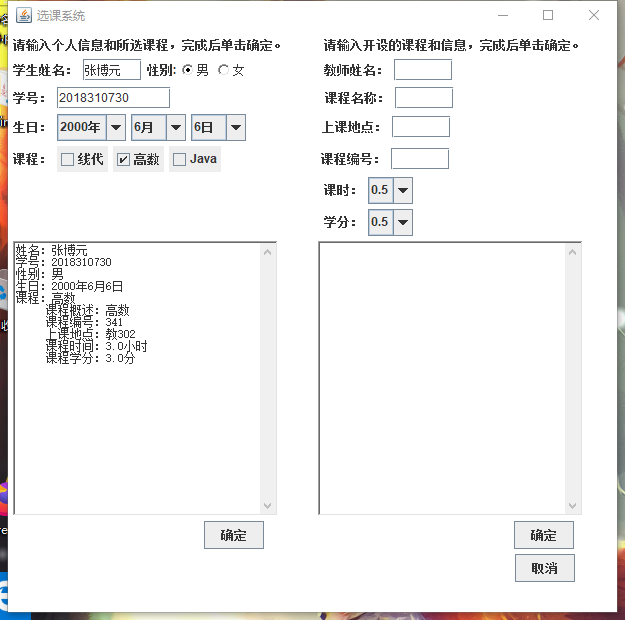 选课系统
请输入个人信息和所选课程，完成后单击确定。
学生姓名： 张博元 性别: 男 女
学号： 2018310730
生日： 2000年 6月 6日
课程： 线代 高数 Java
姓名：张博元
学号：2018310730
性别：男
生日：2000年6月6日
课程：高数
课程概述：高数
课程编号：341
上课地点：教302
课程时间：3.0小时
课程学分：3.0分
确定
请输入开设的课程和信息，完成后单击确定。
教师姓名：
课程名称：
上课地点：
课程编号：
课时： 0.5
学分： 0.5
确定
取消